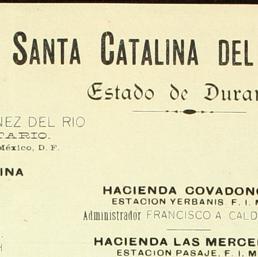 SANTA CATALINA DEL
Estado de Duran
NEZ DEL RIO
TARIO.
México, D. F.
INA
HACIENDA COVADON
ESTACION YERBANIS. F. I. M
Administrador FRANCISCO A. CALD
HACIENDA LAS MERCE
ESTACION PASAJE, F. I. M